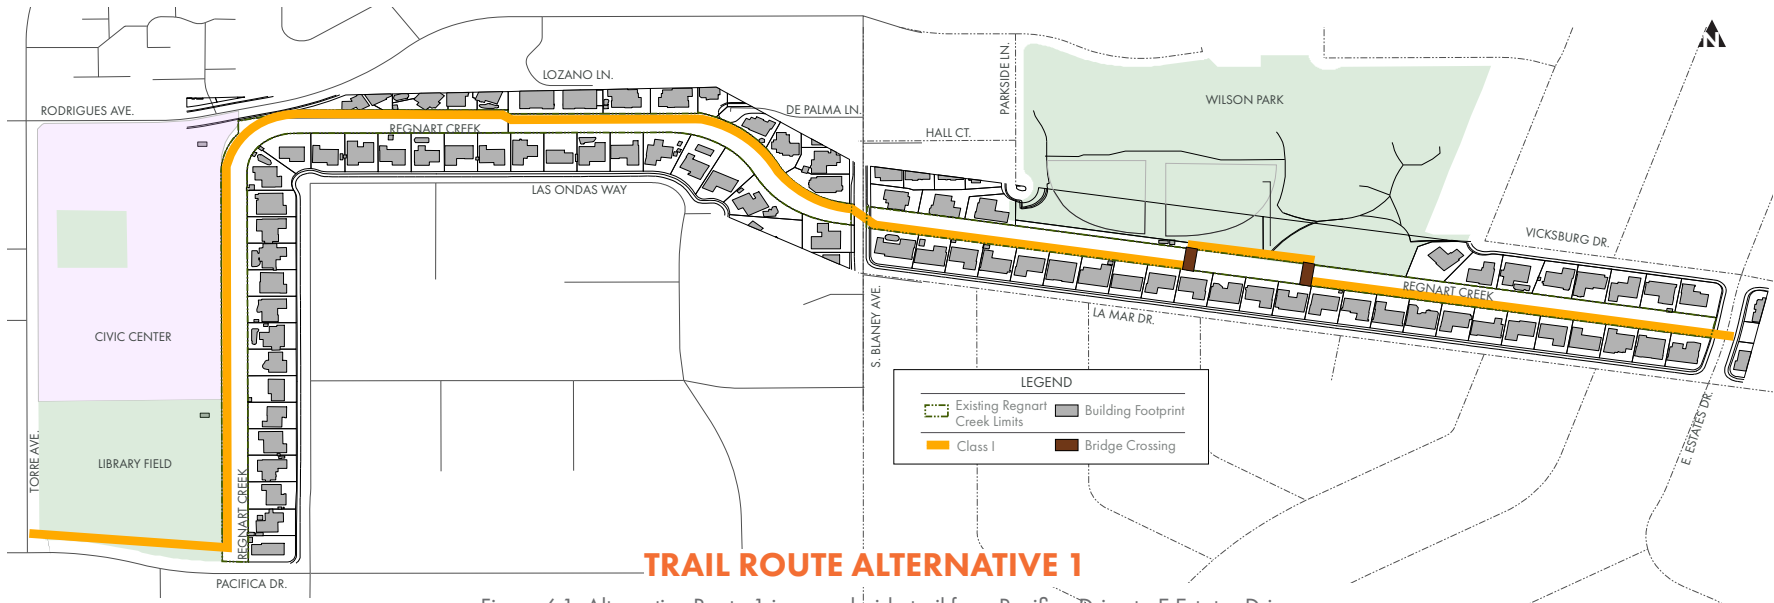 N
LOZANO LN.
RODRIGUES AVE.
DE PALMA LN.
PARKSIDE LN.
WILSON PARK
REGNART CREEK
HALL CT.
LAS ONDAS WAY
VICKSBURG DR.
REGNART CREEK
LA MAR DR.
S. BLANEY AVE.
CIVIC CENTER
LIBRARY FIELD
TORRE AVE.
REGNART CREEK
PACIFICA DR.
E. ESTATES DR.
LEGEND
Existing Regnart
Creek Limits
Building Footprint
Class I
Bridge Crossing
TRAIL ROUTE ALTERNATIVE 1